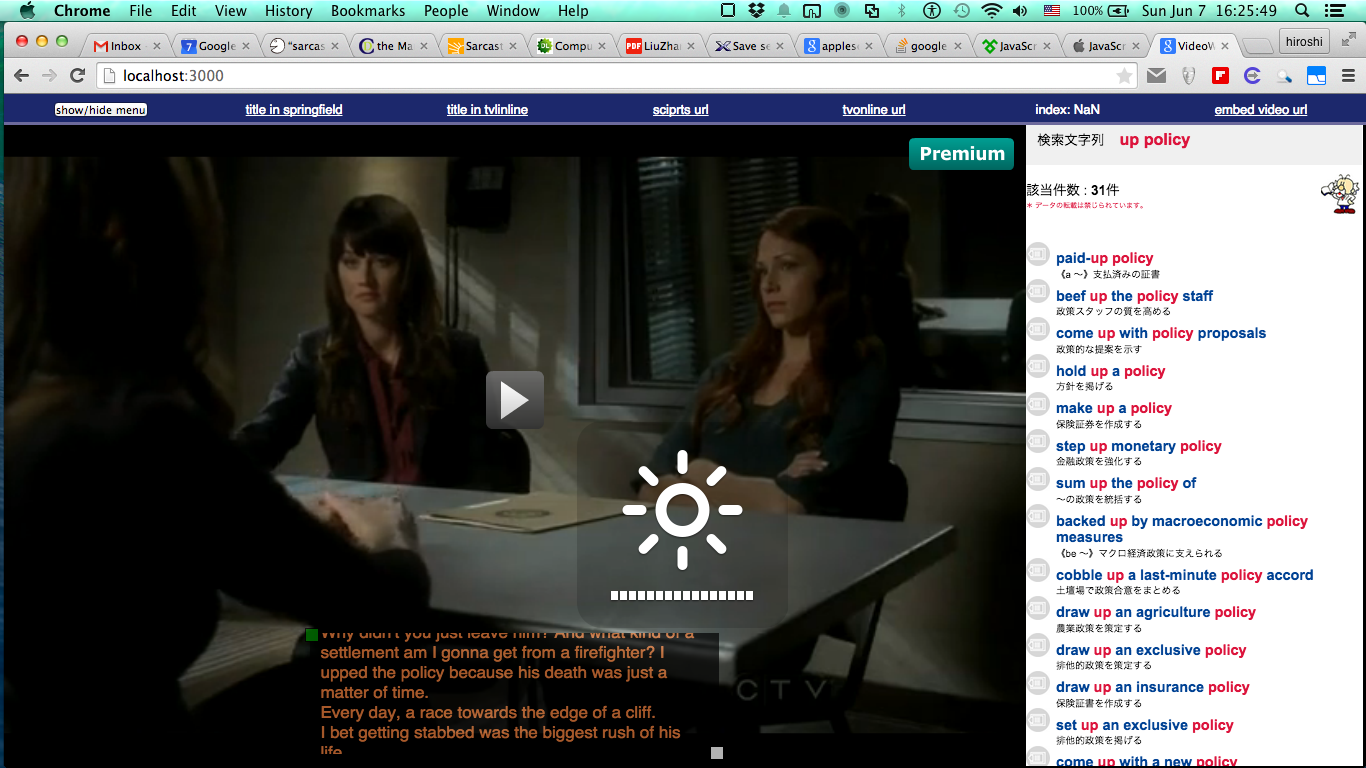 Chrome File Edit View History Bookmarks People Window Help 100% Sun Jun 7 16:25:49
Inbox Google "sarcas the Ma Sarcast Compu LiuZhan Save se applesc google JavaScr JavaScr VideoW hiroshi
localhost:3000
show/hide menu title in springfield title in tvlinline sciprts url tvonline url index: NaN embed video url
Premium
CTV
Why didn't you just leave him? And what kind of a
settlement am I gonna get from a firefighter? I
upped the policy because his death was just a
matter of time.
Every day, a race towards the edge of a cliff.
I bet getting stabbed was the biggest rush of his
life
検索文字列 up policy
該当件数 : 31件
＊ データの転載は禁じられています。
paid-up policy
《a ～》支払済みの証書
beef up the policy staff
政策スタッフの質を高める
come up with policy proposals
政策的な提案を示す
hold up a policy
方針を掲げる
make up a policy
保険証券を作成する
step up monetary policy
金融政策を強化する
sum up the policy of
～の政策を統括する
backed up by macroeconomic policy
measures
《be ～》マクロ経済政策に支えられる
cobble up a last-minute policy accord
土壇場で政策合意をまとめる
draw up an agriculture policy
農業政策を策定する
draw up an exclusive policy
排他的政策を策定する
draw up an insurance policy
保険証書を作成する
set up an exclusive policy
排他的政策を掲げる
come up with a new policy